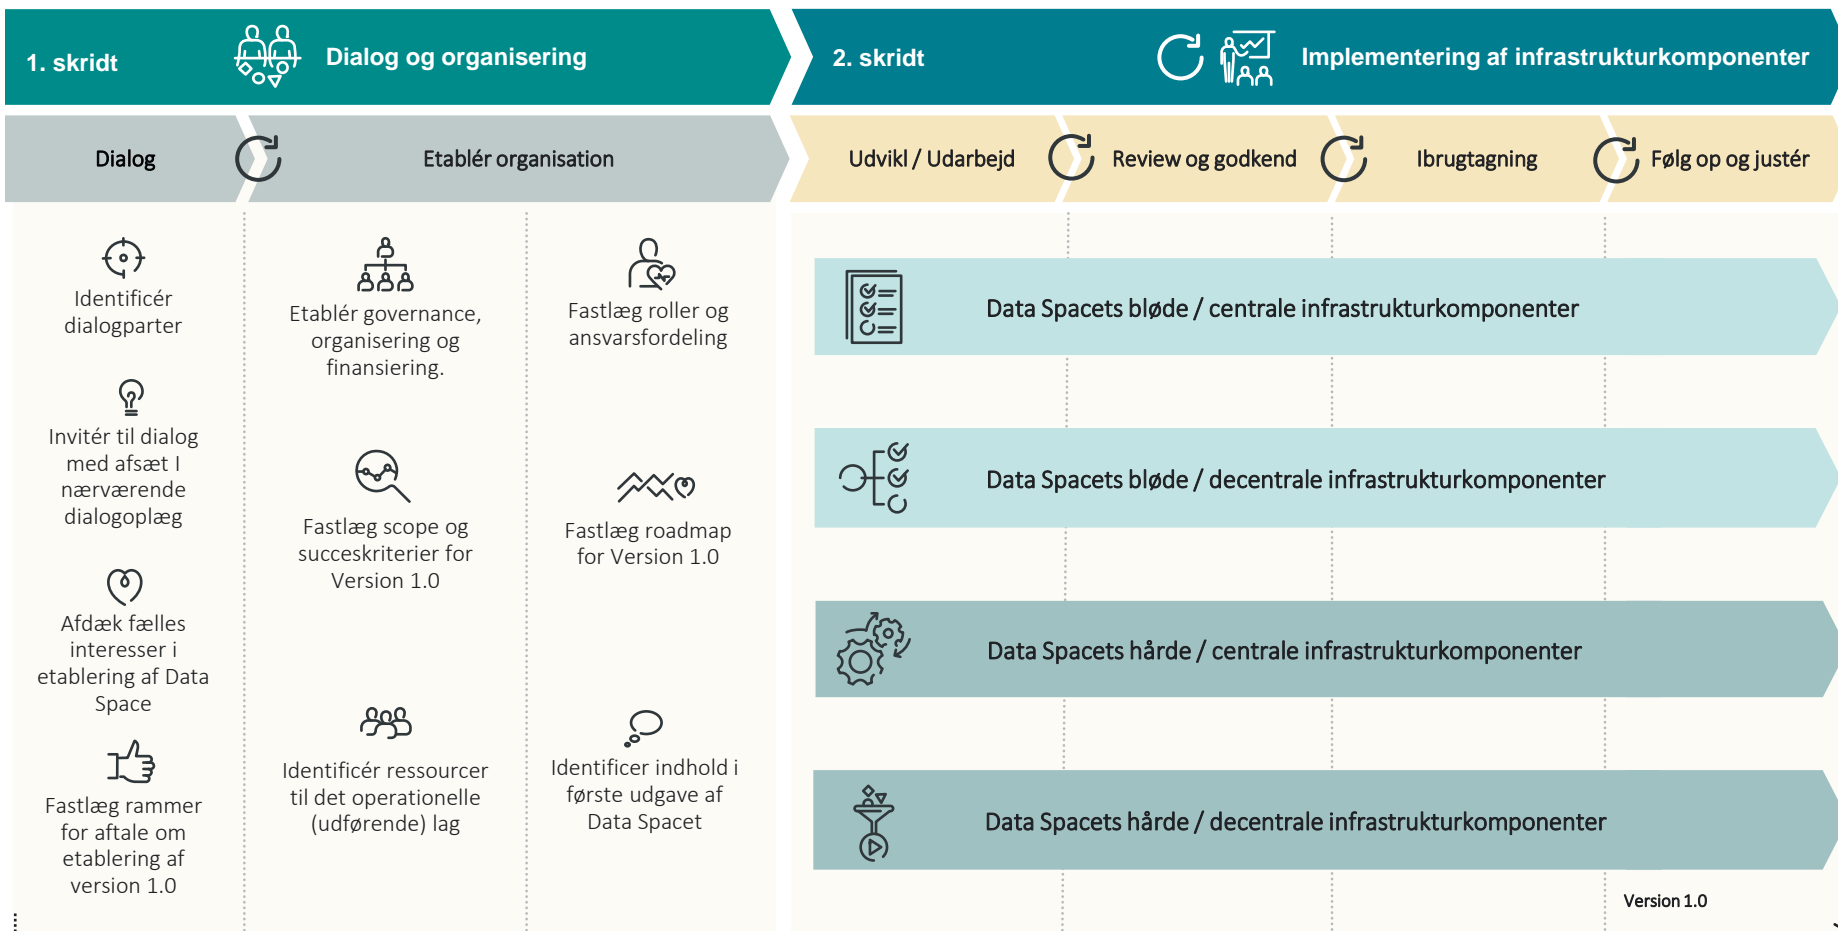 1. skridt
Dialog og organisering
2. skridt
Implementering af infrastrukturkomponenter
Dialog
Etablér organisation
Udvikl / Udarbejd
Review og godkend
Ibrugtagning
Følg op og justér
Identificér
dialogparter
Invitér til dialog
med afsæt I
nærværende
dialogoplæg
Afdæk fælles
interesser i
etablering af Data
Space
Fastlæg rammer
for aftale om
etablering af
version 1.0
Etablér governance,
organisering og
finansiering.
Fastlæg scope og
succeskriterier for
Version 1.0
Identificér ressourcer
til det operationelle
(udførende) lag
Fastlæg roller og
ansvarsfordeling
Fastlæg roadmap
for Version 1.0
Identificer indhold i
første udgave af
Data Spacet
Data Spacets bløde / centrale infrastrukturkomponenter
Data Spacets bløde / decentrale infrastrukturkomponenter
Data Spacets hårde / centrale infrastrukturkomponenter
Data Spacets hårde / decentrale infrastrukturkomponenter
Version 1.0